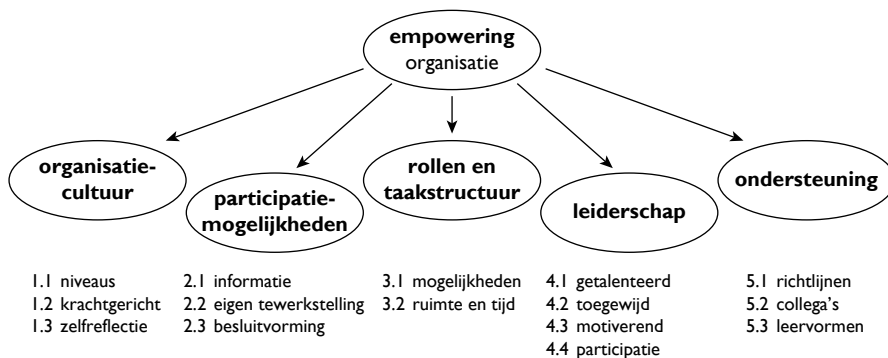 empowering
organisatie
organisatie-
cultuur
participatie-
mogelijkheden
rollen en
taakstructuur
leiderschap
ondersteuning
1.1 niveaus
1.2 krachtgericht
1.3 zelfreflectie
2.1 informatie
2.2 eigen tewerkstelling
2.3 besluitvorming
3.1 mogelijkheden
3.2 ruimte en tijd
4.1 getalenteerd
4.2 toegewijd
4.3 motiverend
4.4 participatie
5.1 richtlijnen
5.2 collega's
5.3 leervormen